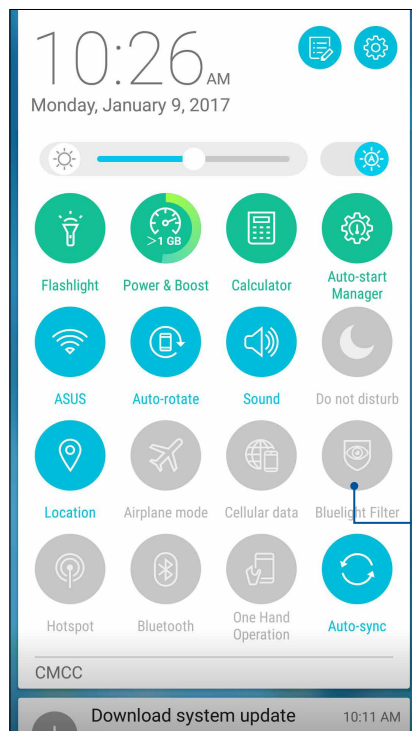 10:26 AM
Monday, January 9, 2017
A
>1 GB
Flashlight
Power & Boost
Calculator
Auto-start
Manager
ASUS
Auto-rotate
Sound
Do not disturb
Location
Airplane mode
Cellular data
Bluelight Filter
Hotspot
Bluetooth
One Hand
Operation
Auto-sync
CMCC
Download system update
10:11 AM